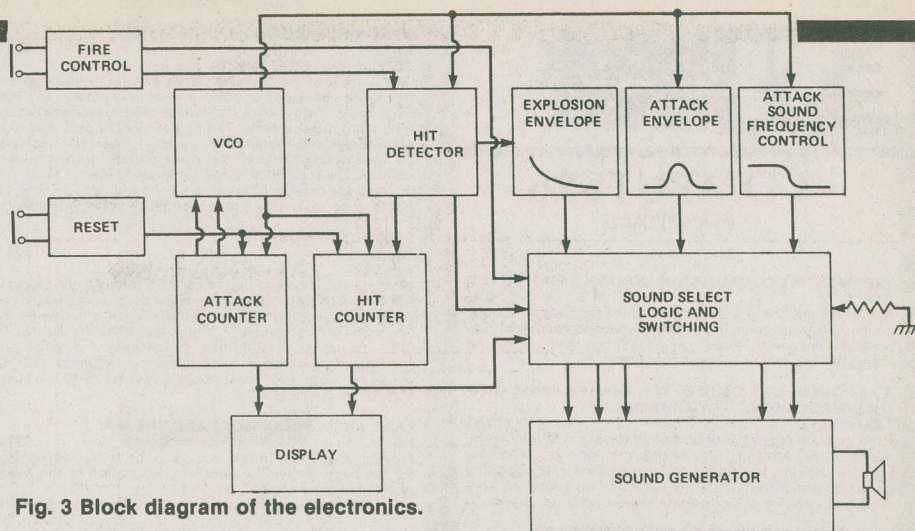 FIRE
CONTROL
VCO
HIT
DETECTOR
EXPLOSION
ENVELOPE
ATTACK
ENVELOPE
ATTACK
SOUND
FREQUENCY
CONTROL
RESET
ATTACK
COUNTER
HIT
COUNTER
SOUND SELECT
LOGIC AND
SWITCHING
DISPLAY
SOUND GENERATOR
Fig. 3 Block diagram of the electronics.